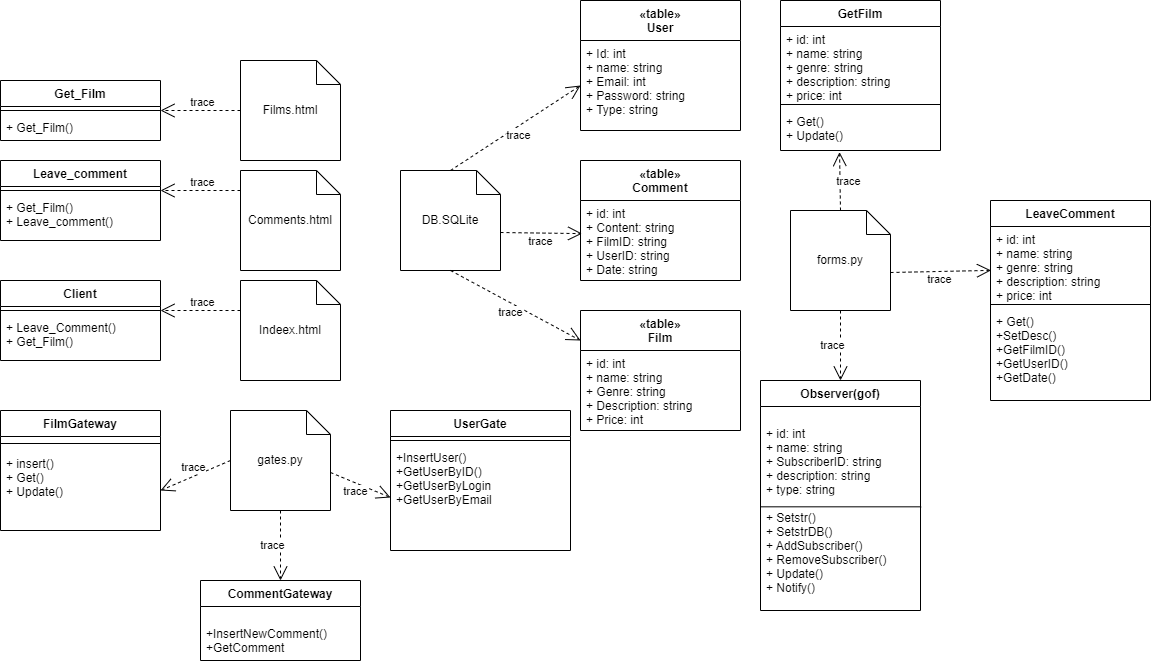 Get_Film
+ Get_Film()
trace
Films.html
Leave_comment
+ Get_Film()
+ Leave_comment()
trace
Comments.html
Client
+ Leave_Comment()
+ Get_Film()
trace
Indeex.html
FilmGateway
+ insert()
+ Get()
+ Update()
trace
gates.py
trace
UserGate
+InsertUser()
+GetUserByID()
+GetUserByLogin
+GetUserByEmail
trace
CommentGateway
+InsertNewComment()
+GetComment
DB.SQLite
trace
«table»
User
+ Id: int
+ name: string
+ Email: int
+ Password: string
+ Type: string
trace
«table»
Comment
+ id: int
+ Content: string
+ FilmID: string
+ UserID: string
+ Date: string
trace
«table»
Film
+ id: int
+ name: string
+ Genre: string
+ Description: string
+ Price: int
GetFilm
+ id: int
+ name: string
+ genre: string
+ description: string
+ price: int
+ Get()
+ Update()
trace
forms.py
trace
LeaveComment
+ id: int
+ name: string
+ genre: string
+ description: string
+ price: int
+ Get()
+SetDesc()
+GetFilmID()
+GetUserID()
+GetDate()
trace
Observer(gof)
+ id: int
+ name: string
+ SubscriberID: string
+ description: string
+ type: string
+ Setstr()
+ SetstrDB()
+ AddSubscriber()
+ RemoveSubscriber()
+ Update()
+ Notify()